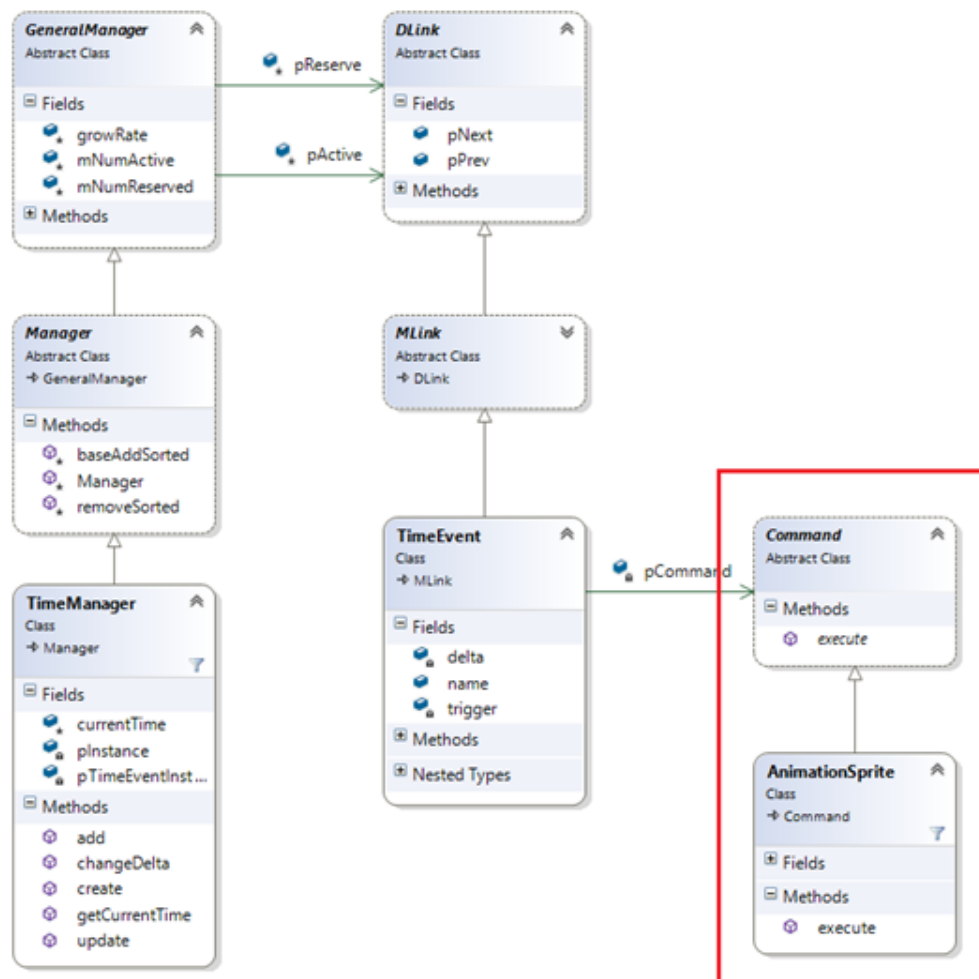 GeneralManager
Abstract Class
Fields
growRate
mNumActive
mNumReserved
Methods
pReserve
pActive
DLink
Abstract Class
Fields
pNext
pPrev
Methods
Manager
Abstract Class
GeneralManager
Methods
baseAddSorted
Manager
removeSorted
MLink
Abstract Class
DLink
TimeManager
Class
Manager
Fields
currentTime
pInstance
pTimeEventInst...
Methods
add
changeDelta
create
getCurrentTime
update
TimeEvent
Class
MLink
Fields
delta
name
trigger
Methods
Nested Types
pCommand
Command
Abstract Class
Methods
execute
AnimationSprite
Class
Command
Fields
Methods
execute